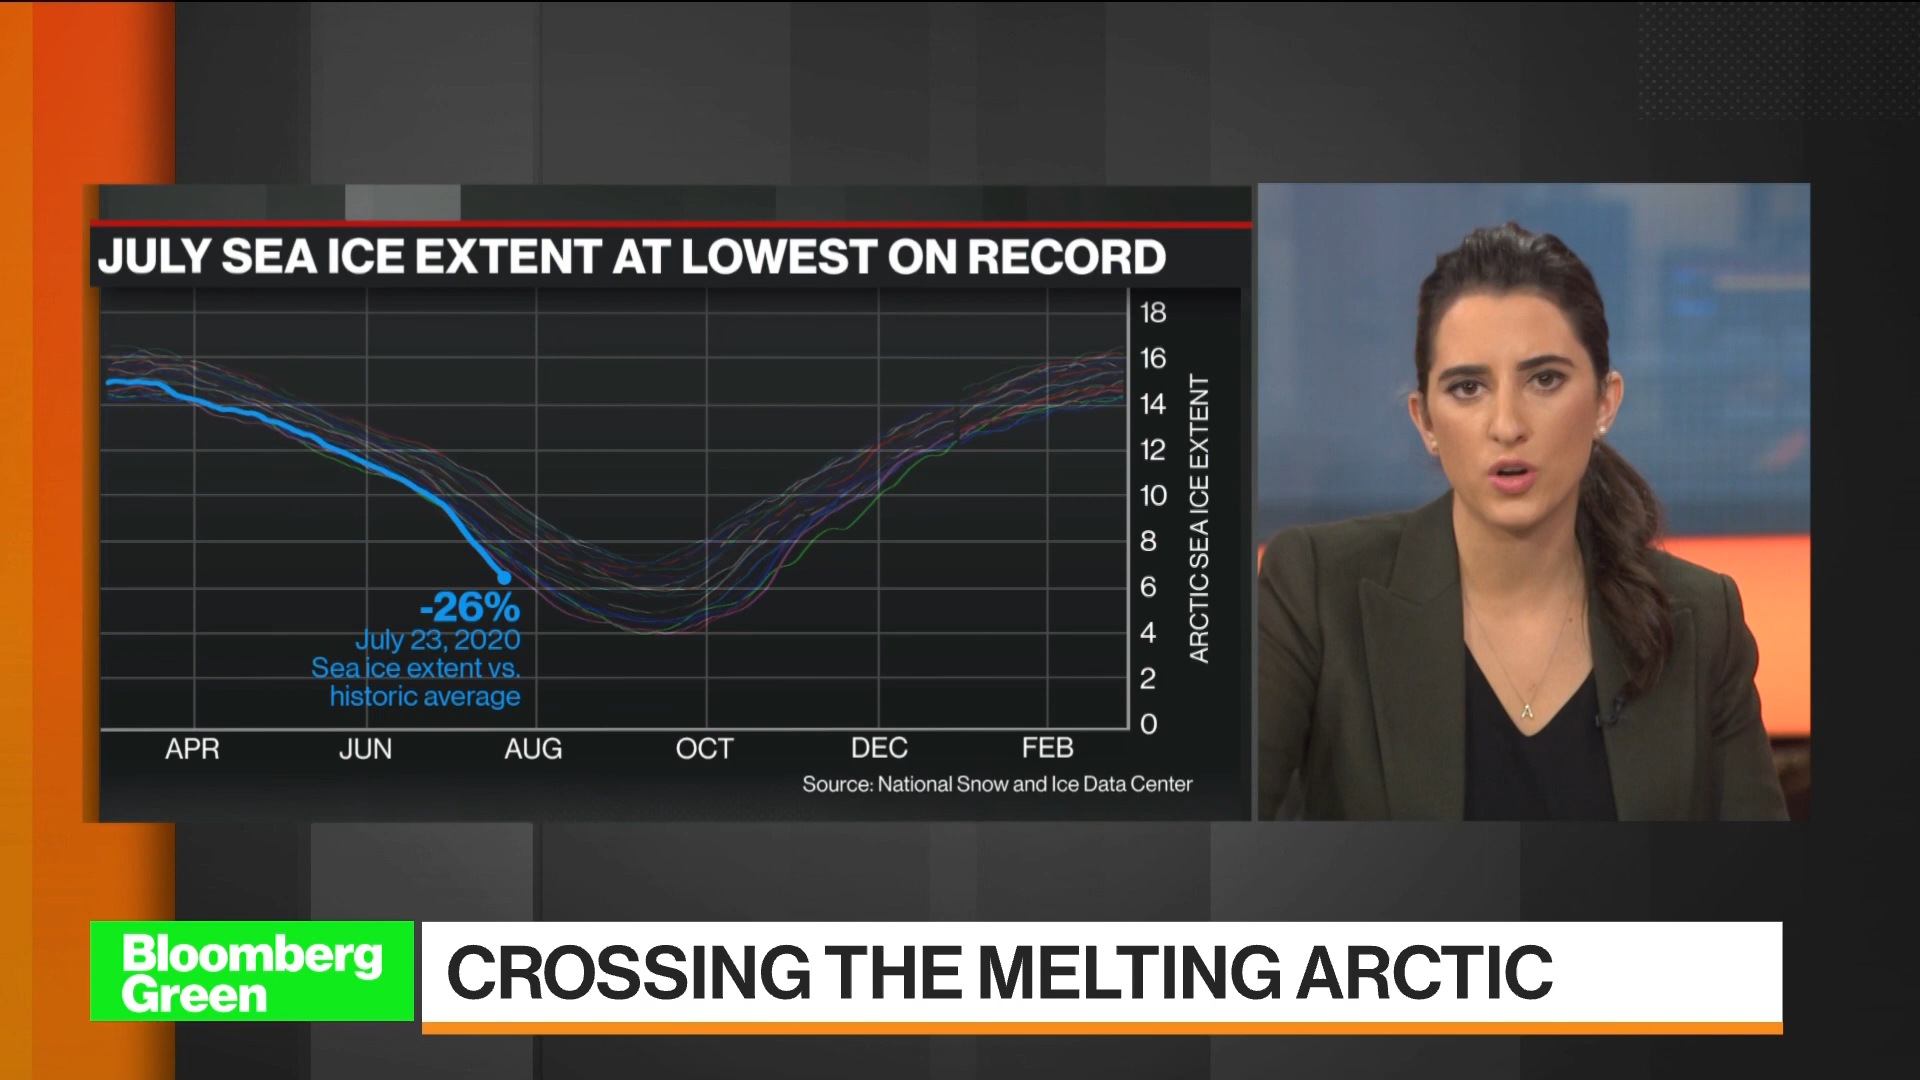 JULY SEA ICE EXTENT AT LOWEST ON RECORD
18
16
14
12
10
8
6
4
2
0
ARCTIC SEA ICE EXTENT
-26%
July 23, 2020
Sea ice extent vs.
historic average
APR JUN AUG OCT DEC FEB
Source: National Snow and Ice Data Center
Bloomberg
Green
CROSSING THE MELTING ARCTIC